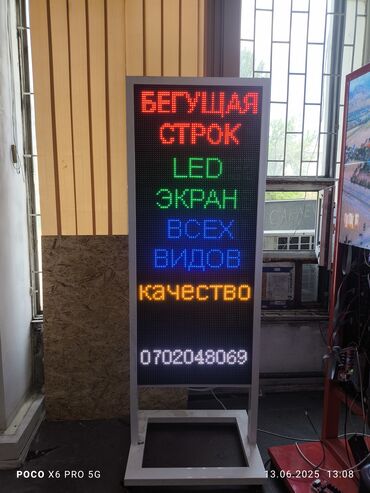 БЕГУЩАЯ
СТРОК
LED
ЭКРАН
ВСЕХ
ВИДОВ
качество
0702048069
POCO X6 PRO 5G
13.06.2025 13:08